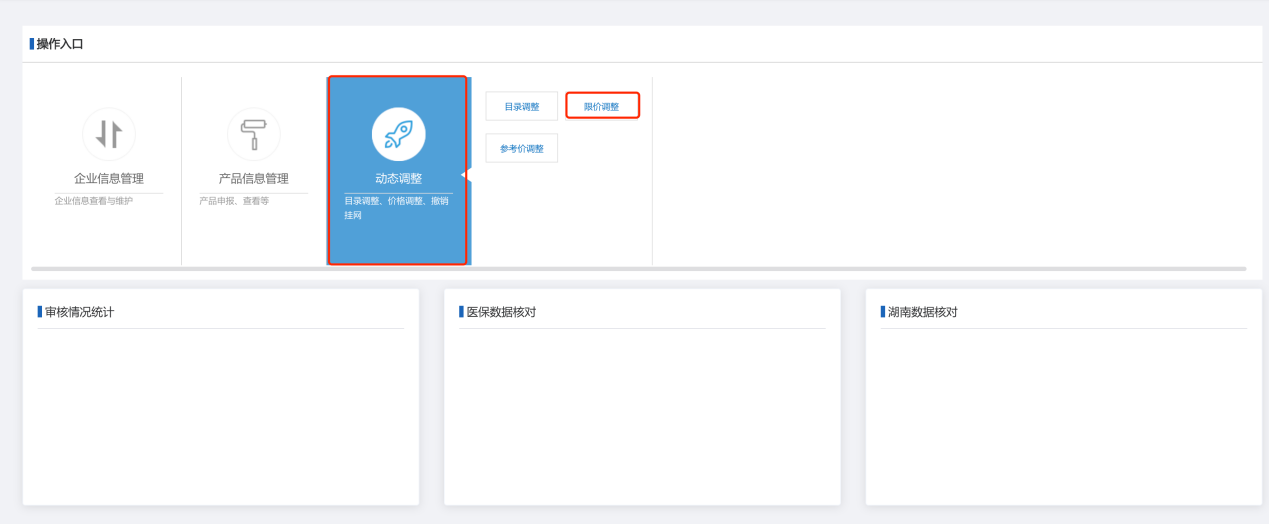 操作入口
企业信息管理
企业信息查看与维护
产品信息管理
产品申报、查看等
动态调整
目录调整、价格调整、撤销
挂网
目录调整
限价调整
参考价调整
审核情况统计
医保数据核对
湖南数据核对